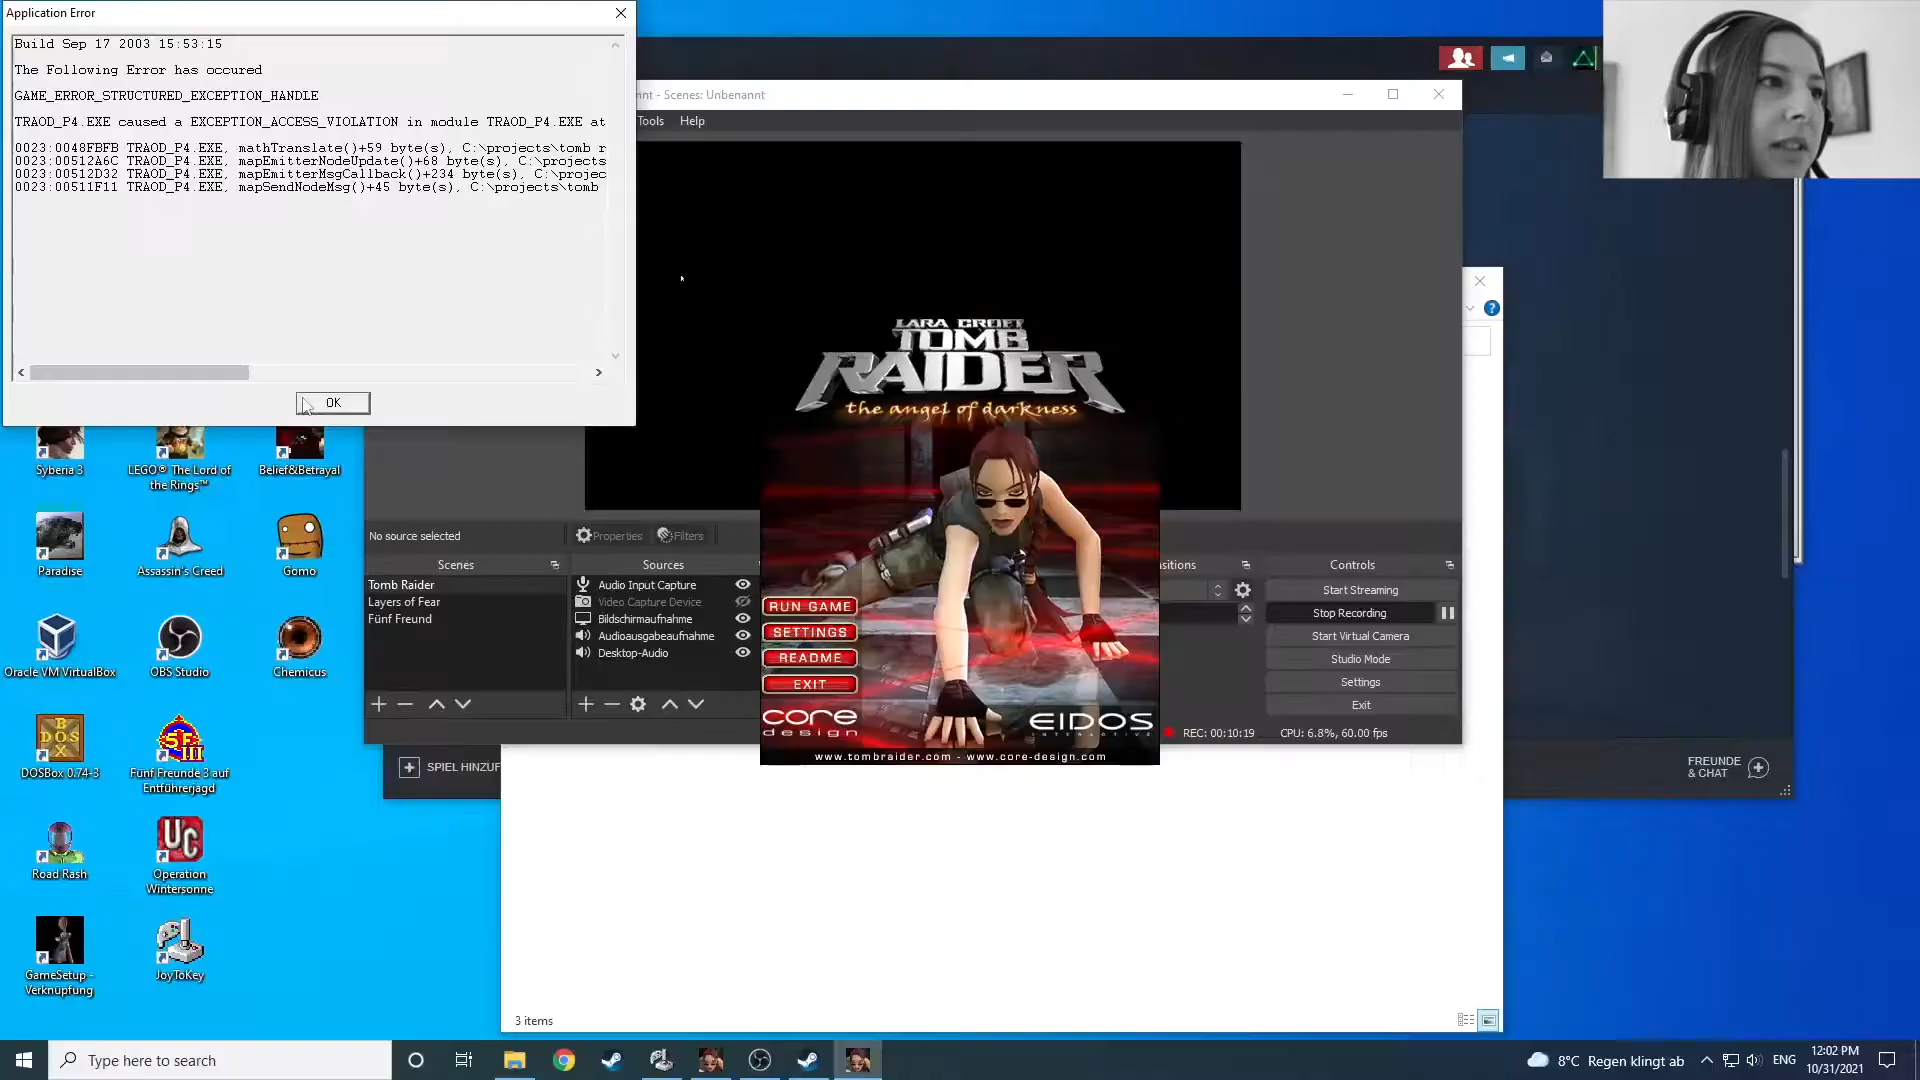 Application Error
Build Sep 17 2003 15:53:15
The Following Error has occured
GAME_ERROR_STRUCTURED_EXCEPTION_HANDLE
TRAOD_P4.EXE caused a EXCEPTION_ACCESS_VIOLATION in module TRAOD_P4.EXE at
0023:0048FBFB TRAOD_P4.EXE, mathTranslate()+59 byte(s), C:\projects\tomb r
0023:00512A6C TRAOD_P4.EXE, mapEmitterNodeUpdate()+68 byte(s), C:\projects
0023:00512D32 TRAOD_P4.EXE, mapEmitterMsgCallback()+234 byte(s), C:\projec
0023:00511F11 TRAOD_P4.EXE, mapSendNodeMsg()+45 byte(s), C:\projects\tomb
OK
nnt - Scenes: Unbenannt
Tools Help
LARA CROFT
TOMB
RAIDER
the angel of darkness
RUN GAME
SETTINGS
README
EXIT
core
design
EIDOS
INTERACTIVE
www.tombraider.com - www.core-design.com
No source selected
Properties
Filters
Scenes
Tomb Raider
Layers of Fear
Fünf Freund
Sources
Audio Input Capture
Video Capture Device
Bildschirmaufnahme
Audioausgabeaufnahme
Desktop-Audio
sitions
Controls
Start Streaming
Stop Recording
Start Virtual Camera
Studio Mode
Settings
Exit
REC: 00:10:19
CPU: 6.8%, 60.00 fps
SPIEL HINZUF
FREUNDE
& CHAT
3 items
Syberia 3
LEGO® The Lord of
the Rings™
Belief&Betrayal
Paradise
Assassin's Creed
Gomo
Oracle VM VirtualBox
OBS Studio
Chemicus
DOSBox 0.74-3
Fünf Freunde 3 auf
Entführerjagd
Road Rash
Operation
Wintersonne
GameSetup -
Verknüpfung
JoyToKey
Type here to search
8°C Regen klingt ab
ENG
12:02 PM
10/31/2021